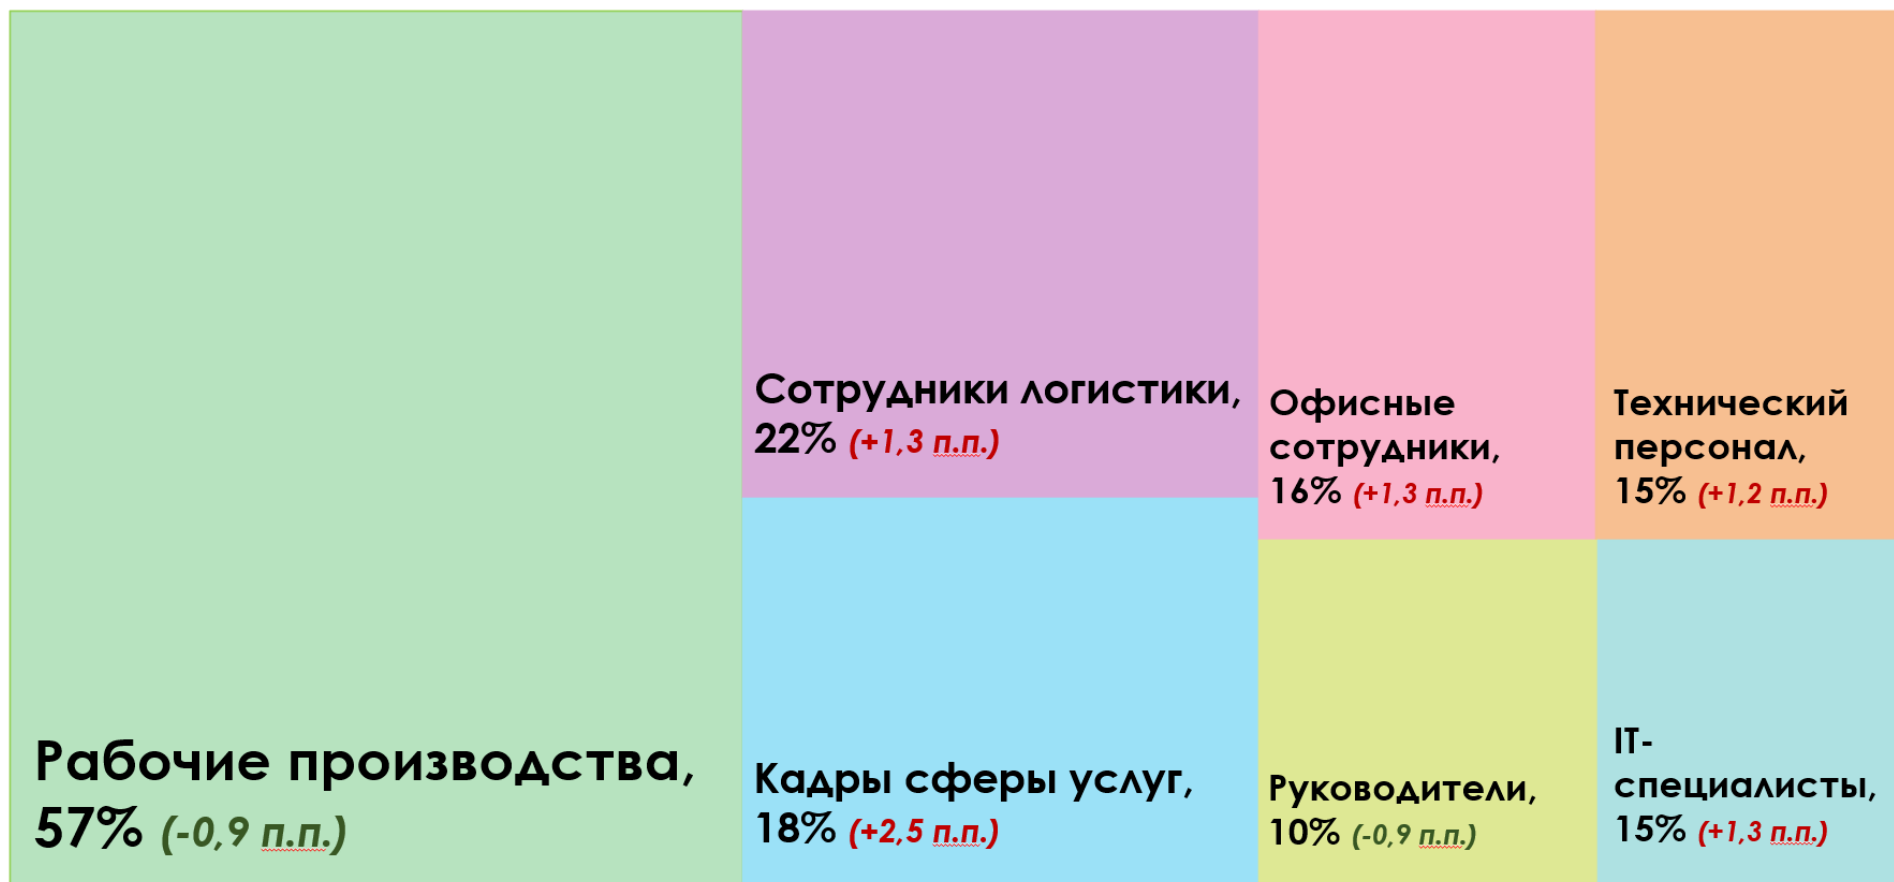 Рабочие производства,
57% (-0,9 п.п.)
Сотрудники логистики,
22% (+1,3 п.п.)
Кадры сферы услуг,
18% (+2,5 п.п.)
Офисные
сотрудники,
16% (+1,3 п.п.)
Технический
персонал,
15% (+1,2 п.п.)
Руководители,
10% (-0,9 п.п.)
IT-
специалисты,
15% (+1,3 п.п.)